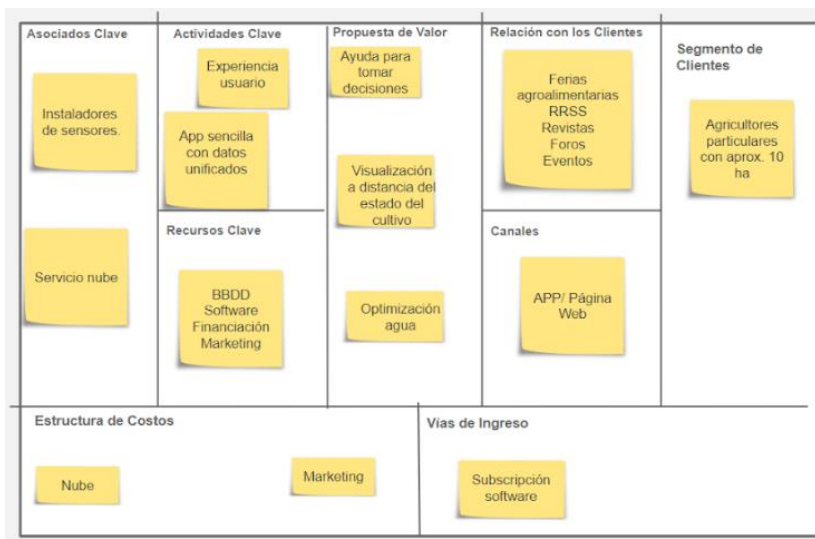 Asociados Clave
Instaladores
de sensores.
Servicio nube
Actividades Clave
Experiencia
usuario
App sencilla
con datos
unificados
Recursos Clave
BBDD
Software
Financiación
Marketing
Propuesta de Valor
Ayuda para
tomar
decisiones
Visualización
a distancia del
estado del
cultivo
Optimización
agua
Relación con los Clientes
Ferias
agroalimentarias
RRSS
Revistas
Foros
Eventos
Canales
APP/ Página
Web
Segmento de
Clientes
Agricultores
particulares
con aprox. 10
ha
Estructura de Costos
Nube
Marketing
Vías de Ingreso
Subscripción
software